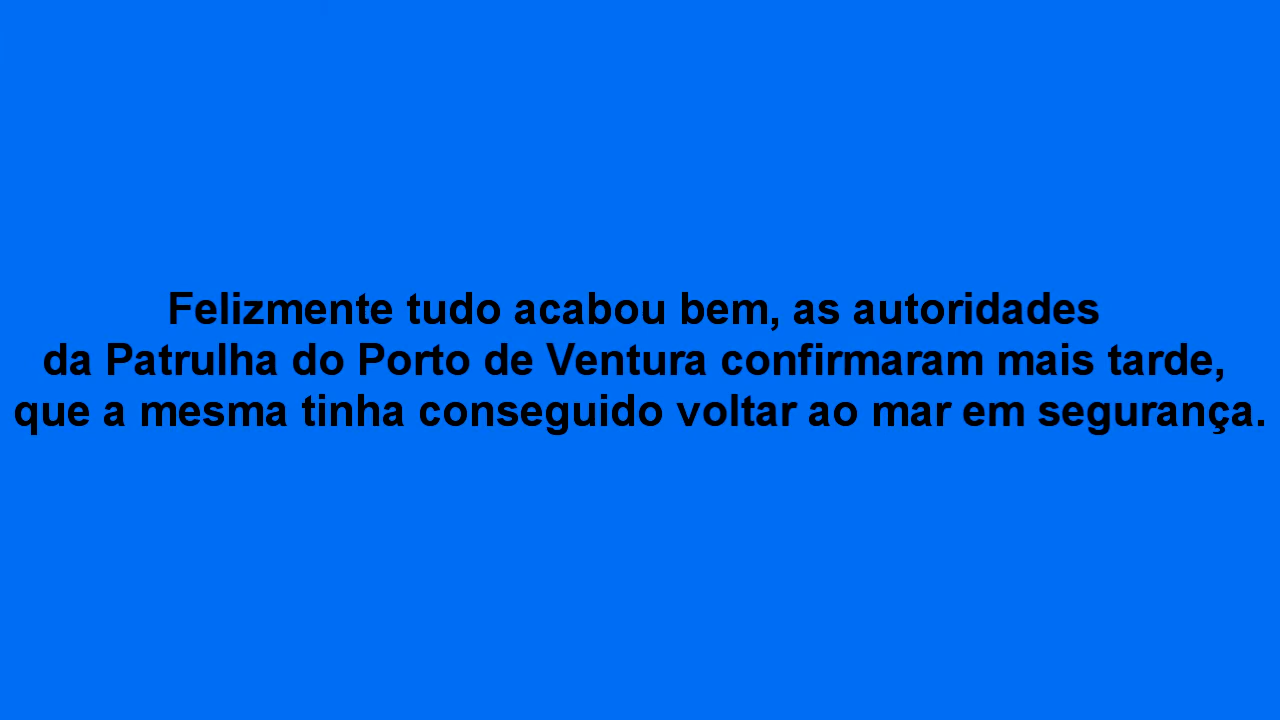 Felizmente tudo acabou bem, as autoridades
da Patrulha do Porto de Ventura confirmaram mais tarde,
que a mesma tinha conseguido voltar ao mar em segurança.